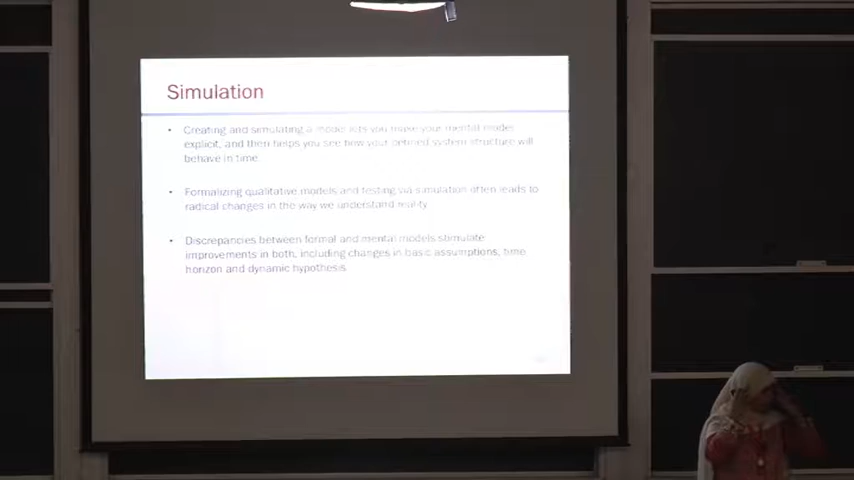 Simulation
• Creating and simulating a model lets you make your mental model
explicit, and then helps you see how your defined system structure will
behave in time.
• Formalizing qualitative models and testing via simulation often leads to
radical changes in the way we understand reality.
• Discrepancies between formal and mental models stimulate
improvements in both, including changes in basic assumptions, time
horizon and dynamic hypothesis.